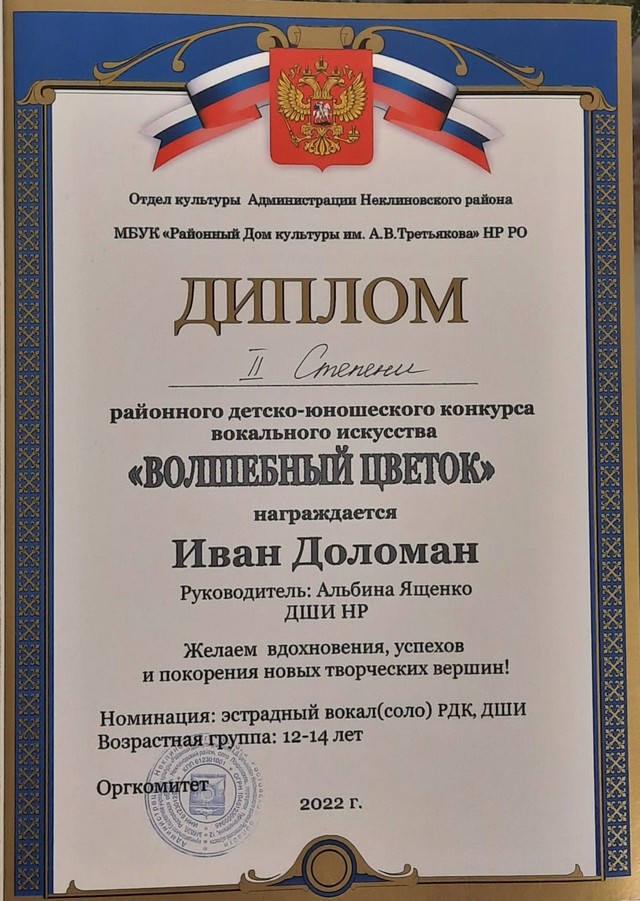 Отдел культуры Администрации Неклиновского района
МБУК «Районный Дом культуры им. А.В.Третьякова» НР РО
ДИПЛОМ
II Степени
районного детско-юношеского конкурса
вокального искусства
«ВОЛШЕБНЫЙ ЦВЕТОК»
награждается
Иван Доломан
Руководитель: Альбина Ященко
ДШИ НР
Желаем вдохновения, успехов
и покорения новых творческих вершин!
Номинация: эстрадный вокал(соло) РДК, ДШИ
Возрастная группа: 12-14 лет
Оргкомитет
2022 г.